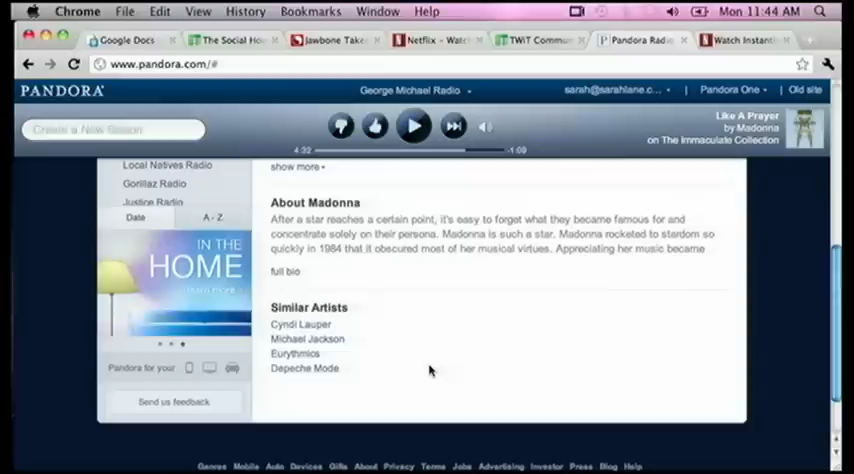 Chrome File Edit View History Bookmarks Window Help Mon 11:44 AM
Google Docs The Social Ho Jawbone Take Netflix - Watc TWiT Commun Pandora Radi Watch Instant
www.pandora.com/#
PANDORA George Michael Radio sarah@sarahlane.c... Pandora One Old site
Create a New Station
4:32 -1:09
Like A Prayer
by Madonna
on The Immaculate Collection
Local Natives Radio
Gorillaz Radio
Justice Radio
Date A - Z
IN THE
HOME
Pandora for your
Send us feedback
show more
About Madonna
After a star reaches a certain point, it's easy to forget what they became famous for and
concentrate solely on their persona. Madonna is such a star. Madonna rocketed to stardom so
quickly in 1984 that it obscured most of her musical virtues. Appreciating her music became
full bio
Similar Artists
Cyndi Lauper
Michael Jackson
Eurythmics
Depeche Mode
Genres Mobile Auto Devices Gifts About Privacy Terms Jobs Advertising Investor Press Blog Help